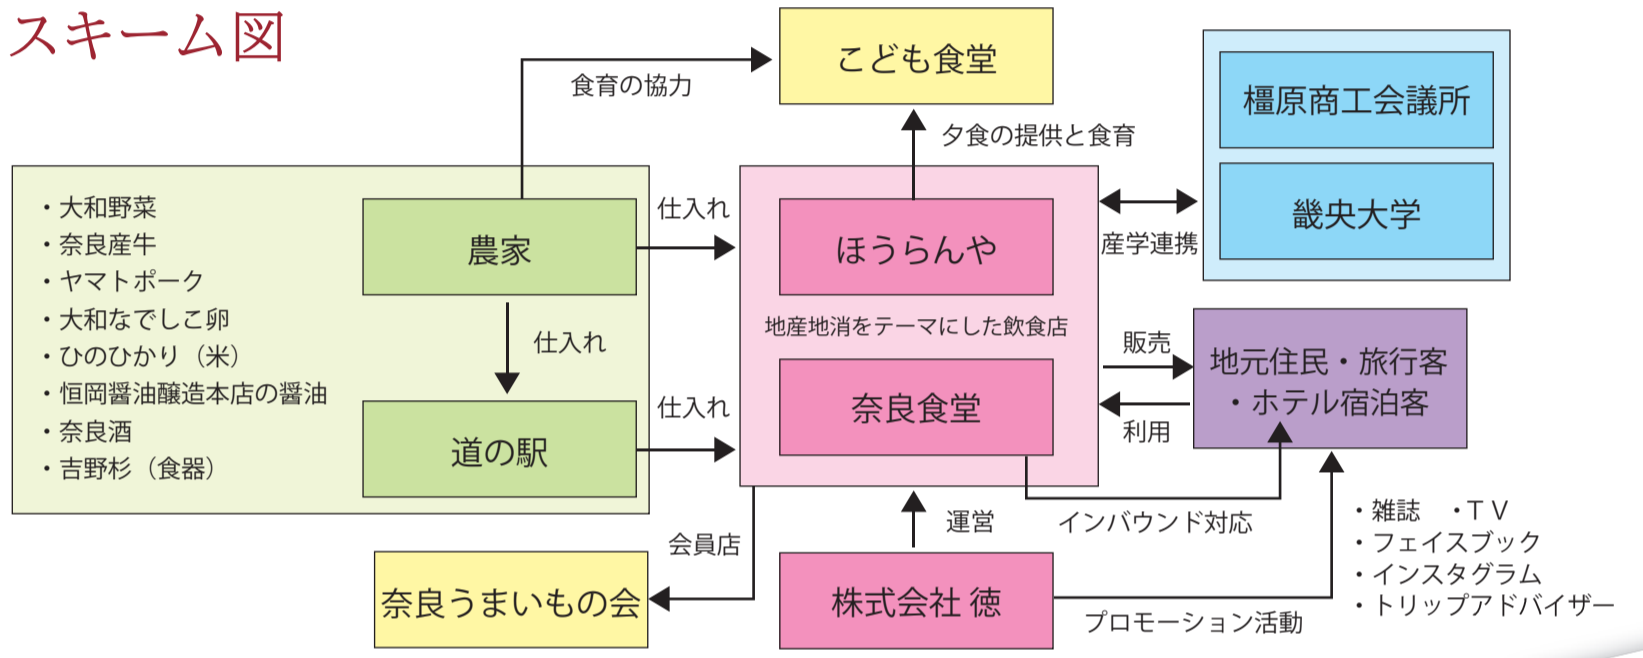 スキーム図
こども食堂
食育の協力
夕食の提供と食育
橿原商工会議所
畿央大学
産学連携
・大和野菜
・奈良産牛
・ヤマトポーク
・大和なでしこ卵
・ひのひかり（米）
・恒岡醤油醸造本店の醤油
・奈良酒
・吉野杉（食器）
農家
仕入れ
仕入れ
道の駅
仕入れ
ほうらんや
地産地消をテーマにした飲食店
奈良食堂
販売
利用
地元住民・旅行客
・ホテル宿泊客
インバウンド対応
運営
会員店
奈良うまいもの会
株式会社 徳
プロモーション活動
・雑誌　・ＴＶ
・フェイスブック
・インスタグラム
・トリップアドバイザー